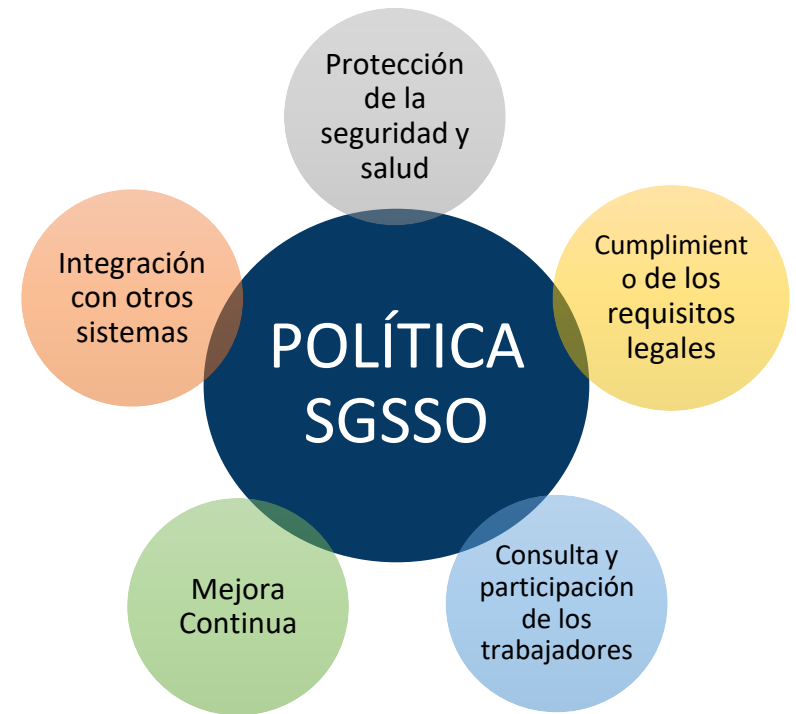 Protección
de la
seguridad y
salud
Cumplimient
o de los
requisitos
legales
Integración
con otros
sistemas
POLÍTICA
SGSSO
Consulta y
participación
de los
trabajadores
Mejora
Continua